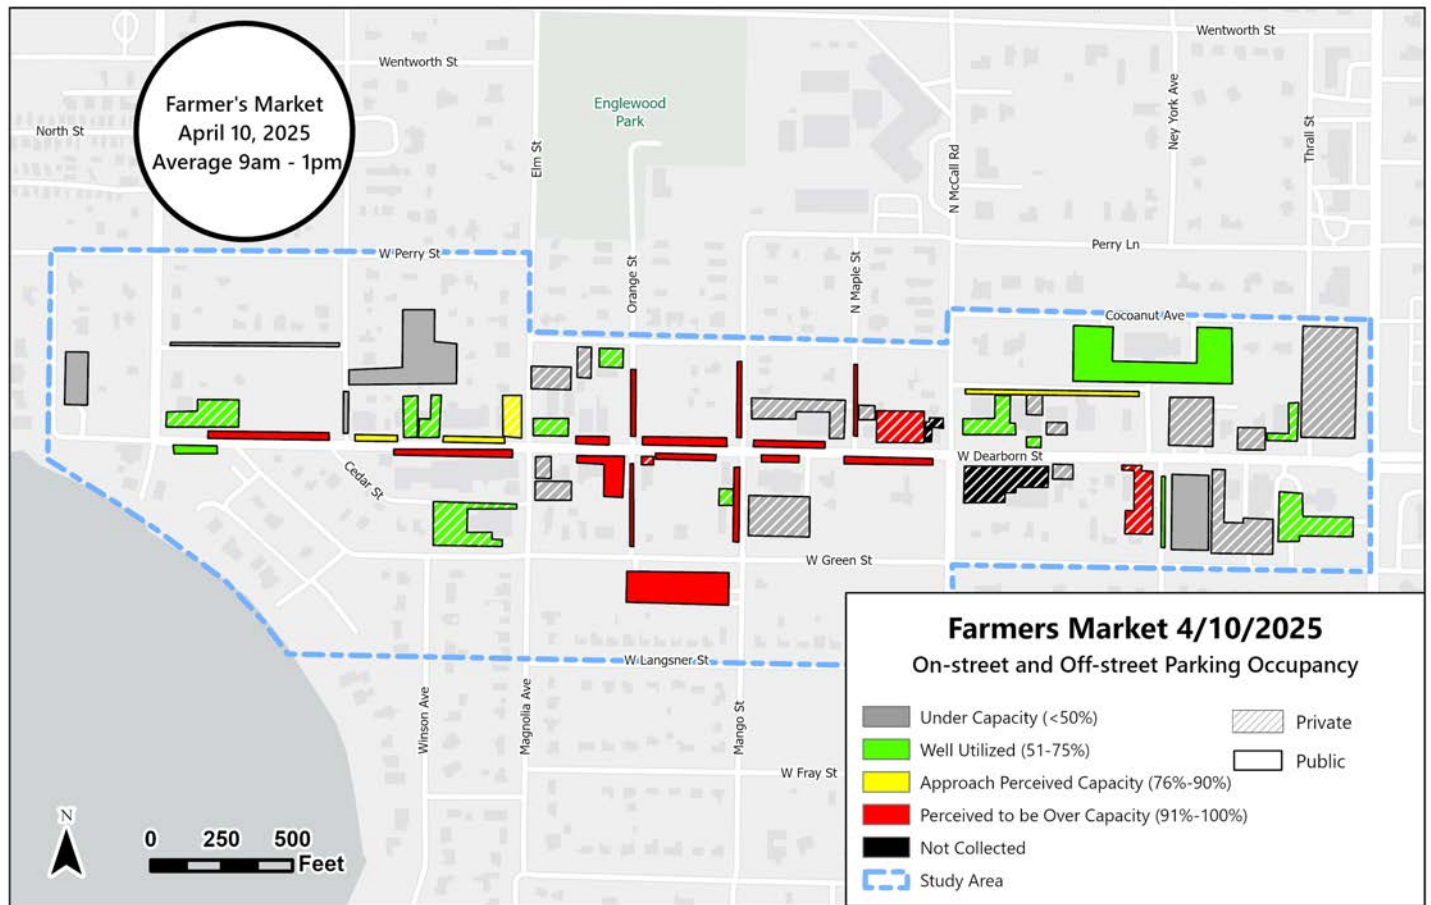 Wentworth St
Wentworth St
Farmer's Market
April 10, 2025
Average 9am - 1pm
North St
Englewood
Park
Elm St
N McCall Rd
Ney York Ave
Thrall St
W Perry St
Orange St
N Maple St
Perry Ln
Cocoanut Ave
Cedar St
W Dearborn St
W Green St
W Langsner St
Winson Ave
Magnolia Ave
Mango St
W Fray St
N
0 250 500
Feet
Farmers Market 4/10/2025
On-street and Off-street Parking Occupancy
Under Capacity (<50%)
Private
Well Utilized (51-75%)
Public
Approach Perceived Capacity (76%-90%)
Perceived to be Over Capacity (91%-100%)
Not Collected
Study Area